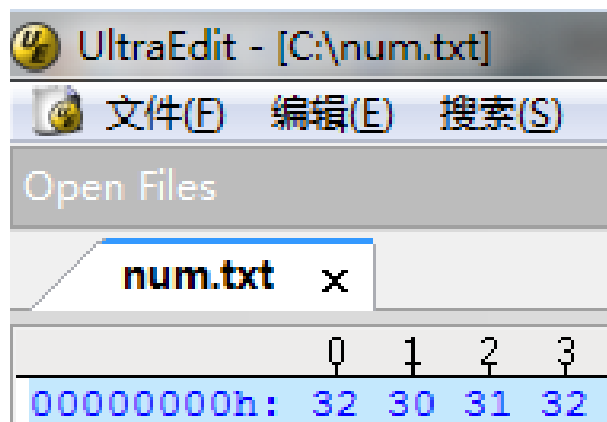 UltraEdit - [C:\num.txt]
文件(F) 编辑(E) 搜索(S)
Open Files
num.txt x
0 1 2 3
00000000h: 32 30 31 32